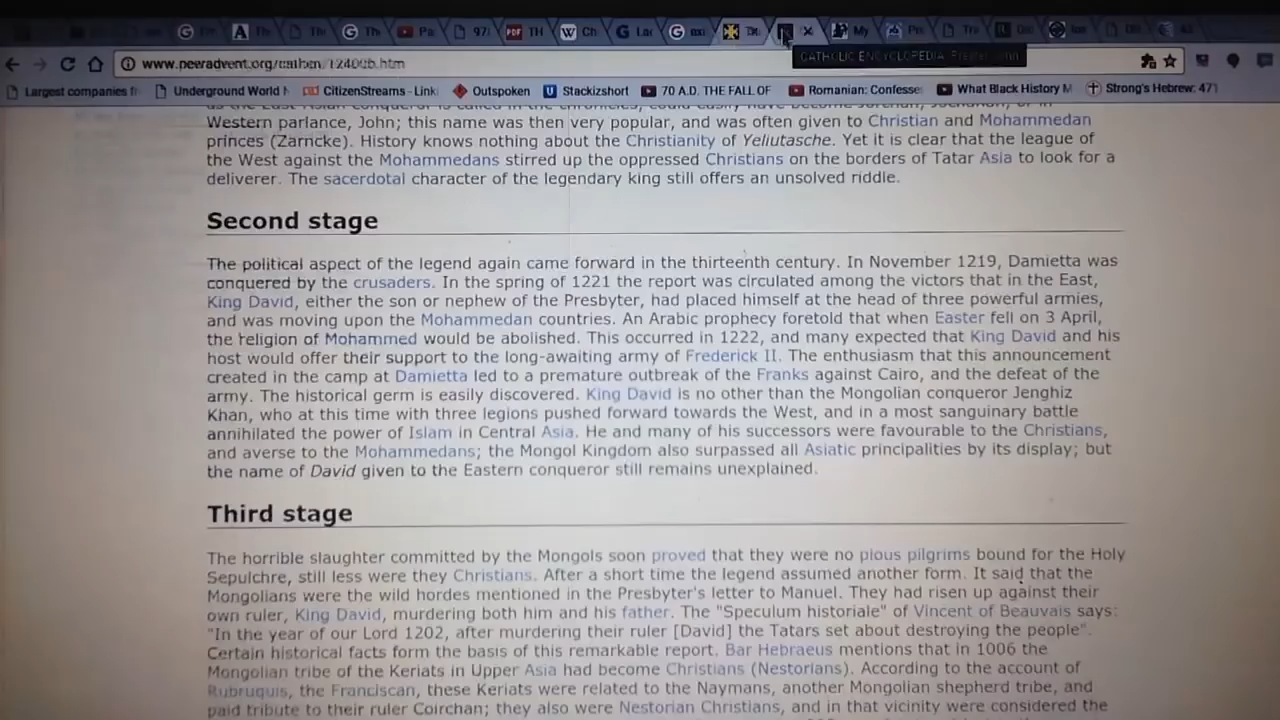 Pa
97
PDF TH
W Ch
My
CATHOLIC ENCYCLOPEDIA:
www.newadvent.org/cathen/12400b.htm
Largest companies
Underground World
CitizenStreams - Link
Outspoken
Stackizshort
70 A.D. THE FALL OF
Romanian: Confesse
What Black History M
Strong's Hebrew: 471
as the East Asian conqueror is called in the chronicles, could easily have become
Western parlance, John; this name was then very popular, and was often given to Christian and Mohammedan
princes (Zarncke). History knows nothing about the Christianity of Yeliutasche. Yet it is clear that the league of
the West against the Mohammedans stirred up the oppressed Christians on the borders of Tatar Asia to look for a
deliverer. The sacerdotal character of the legendary king still offers an unsolved riddle.
Second stage
The political aspect of the legend again came forward in the thirteenth century. In November 1219, Damietta was
conquered by the crusaders. In the spring of 1221 the report was circulated among the victors that in the East,
King David, either the son or nephew of the Presbyter, had placed himself at the head of three powerful armies,
and was moving upon the Mohammedan countries. An Arabic prophecy foretold that when Easter fell on 3 April,
the religion of Mohammed would be abolished. This occurred in 1222, and many expected that King David and his
host would offer their support to the long-awaiting army of Frederick II. The enthusiasm that this announcement
created in the camp at Damietta led to a premature outbreak of the Franks against Cairo, and the defeat of the
army. The historical germ is easily discovered. King David is no other than the Mongolian conqueror Jenghiz
Khan, who at this time with three legions pushed forward towards the West, and in a most sanguinary battle
annihilated the power of Islam in Central Asia. He and many of his successors were favourable to the Christians,
and averse to the Mohammedans; the Mongol Kingdom also surpassed all Asiatic principalities by its display; but
the name of David given to the Eastern conqueror still remains unexplained.
Third stage
The horrible slaughter committed by the Mongols soon proved that they were no pious pilgrims bound for the Holy
Sepulchre, still less were they Christians. After a short time the legend assumed another form. It said that the
Mongolians were the wild hordes mentioned in the Presbyter's letter to Manuel. They had risen up against their
own ruler, King David, murdering both him and his father. The "Speculum historiale" of Vincent of Beauvais says:
"In the year of our Lord 1202, after murdering their ruler [David] the Tatars set about destroying the people".
Certain historical facts form the basis of this remarkable report. Bar Hebraeus mentions that in 1006 the
Mongolian tribe of the Keriats in Upper Asia had become Christians (Nestorians). According to the account of
Rubruquis, the Franciscan, these Keriats were related to the Naymans, another Mongolian shepherd tribe, and
paid tribute to their ruler Coirchan; they also were Nestorian Christians, and in that vicinity were considered the